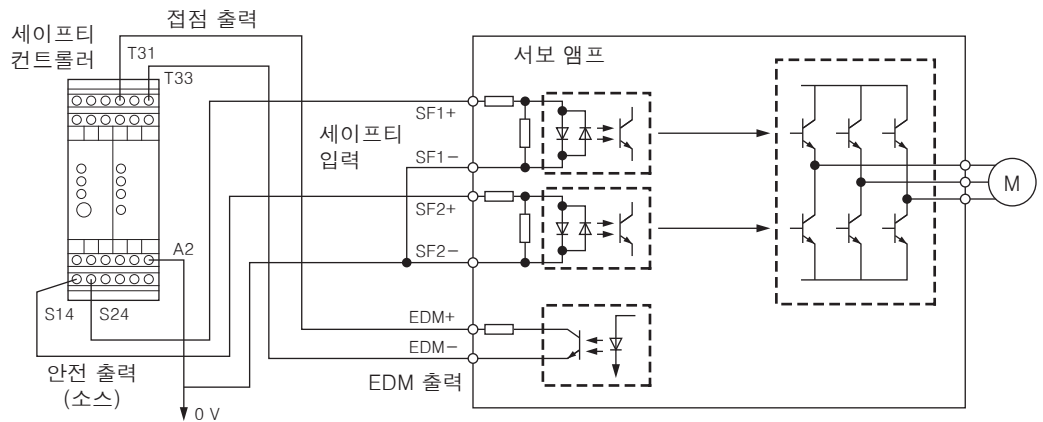 접점 출력
세이프티
컨트롤러
T31
T33
서보 앰프
SF1+
세이프티
입력
SF1−
SF2+
SF2−
M
A2
S14
S24
EDM+
EDM−
안전 출력
(소스)
EDM 출력
0 V